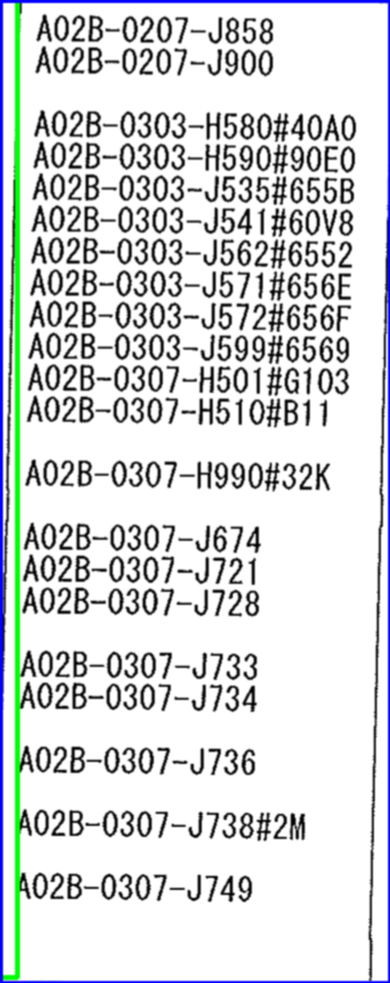 A02B-0207-J858
A02B-0207-J900
A02B-0303-H580#40A0
A02B-0303-H590#90E0
A02B-0303-J535#655B
A02B-0303-J541#60V8
A02B-0303-J562#6552
A02B-0303-J571#656E
A02B-0303-J572#656F
A02B-0303-J599#6569
A02B-0307-H501#G103
A02B-0307-H510#B11
A02B-0307-H990#32K
A02B-0307-J674
A02B-0307-J721
A02B-0307-J728
A02B-0307-J733
A02B-0307-J734
A02B-0307-J736
A02B-0307-J738#2M
A02B-0307-J749